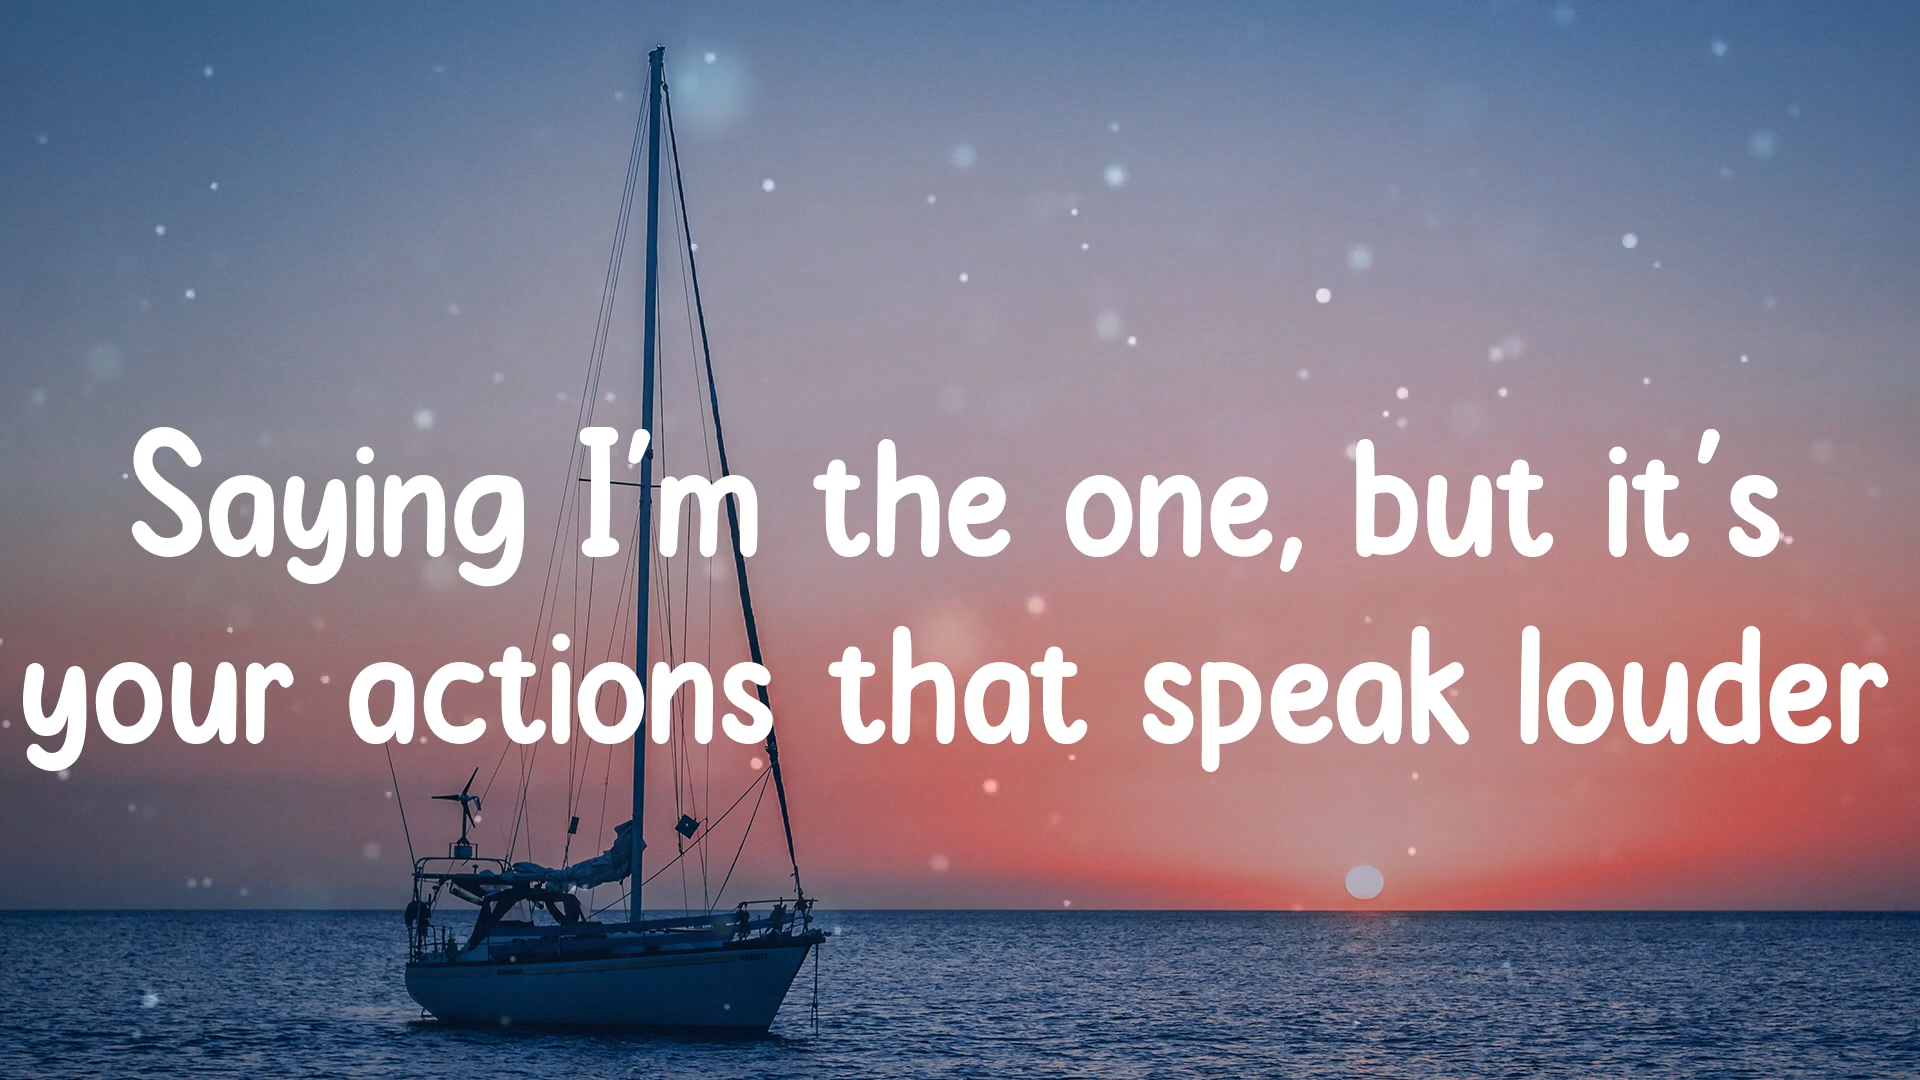 Saying I'm the one, but it's
your actions that speak louder